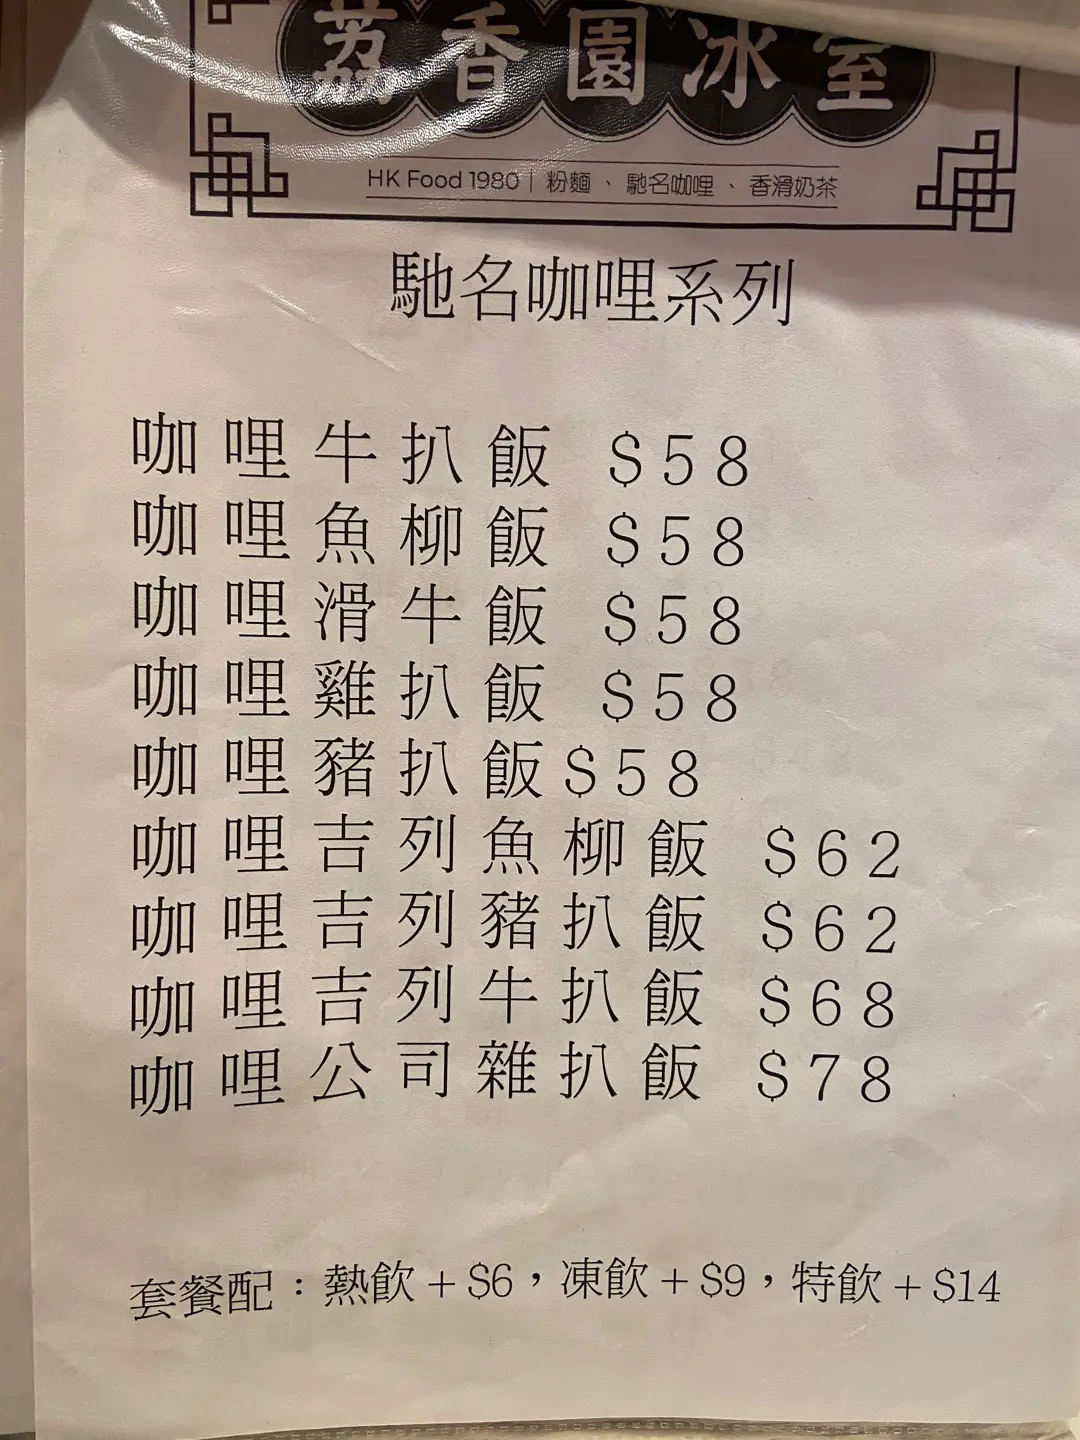 荔香園冰室
HK Food 1980｜粉麵、馳名咖哩、香滑奶茶
馳名咖哩系列
咖哩牛扒飯 $58
咖哩魚柳飯 $58
咖哩滑牛飯 $58
咖哩雞扒飯 $58
咖哩豬扒飯$58
咖哩吉列魚柳飯 $62
咖哩吉列豬扒飯 $62
咖哩吉列牛扒飯 $68
咖哩公司雜扒飯 $78
套餐配：熱飲+$6，凍飲+$9，特飲+$14